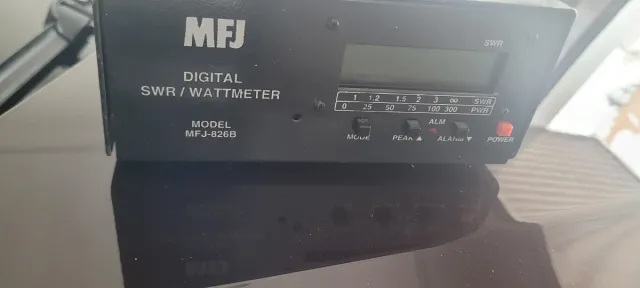 MFJ
DIGITAL
SWR / WATTMETER
MODEL
MFJ-826B
SWR
1 1.2 1.5 2 3 ∞ SWR
0 25 50 75 100 300 PWR
ALM
MODE PEAK ▲ ALARM ▼ POWER
MFJ